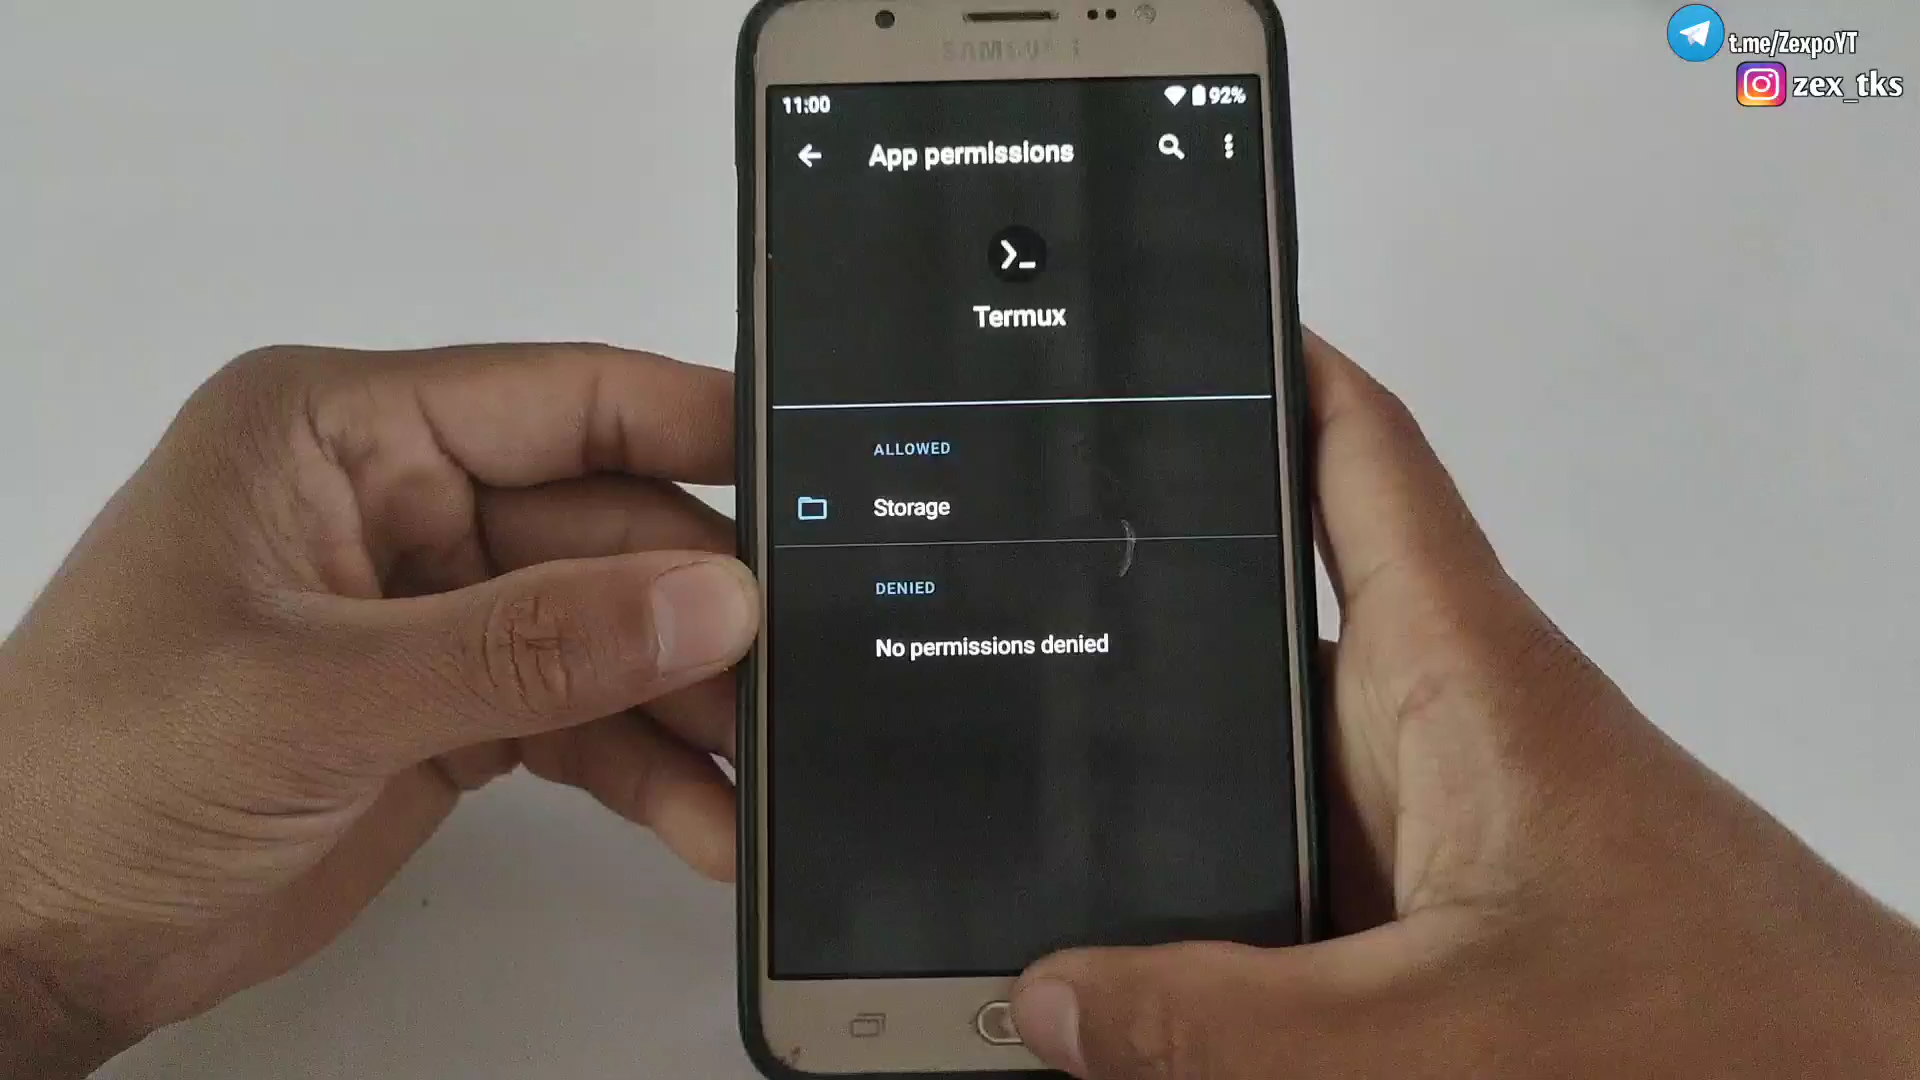 t.me/ZexpoYT
zex_tks
SAMSUNG
11:00
92%
App permissions
Termux
ALLOWED
Storage
DENIED
No permissions denied